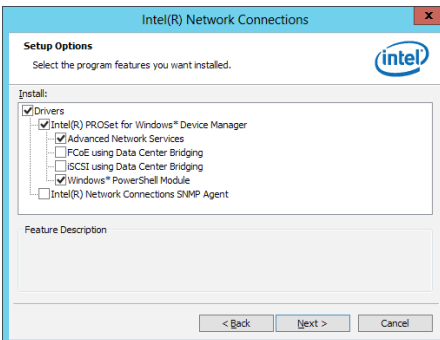 Intel(R) Network Connections
x
Setup Options
Select the program features you want installed.
intel
Install:
Drivers
Intel(R) PROSet for Windows* Device Manager
Advanced Network Services
FCoE using Data Center Bridging
iSCSI using Data Center Bridging
Windows* PowerShell Module
Intel(R) Network Connections SNMP Agent
Feature Description
< Back
Next >
Cancel